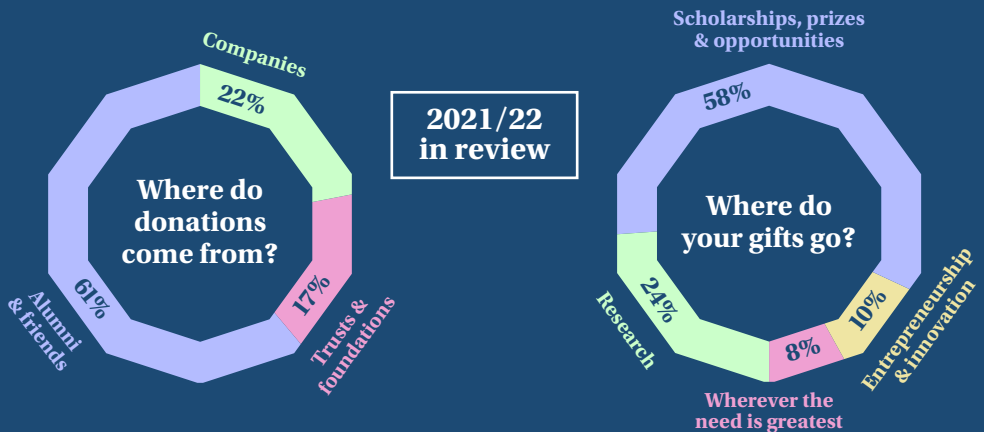 Companies
22%
Where do
donations
come from?
61%
Alumni
& friends
17%
Trusts &
foundations
2021/22
in review
Scholarships, prizes
& opportunities
58%
Where do
your gifts go?
24%
Research
10%
Entrepreneurship
& innovation
8%
Wherever the
need is greatest